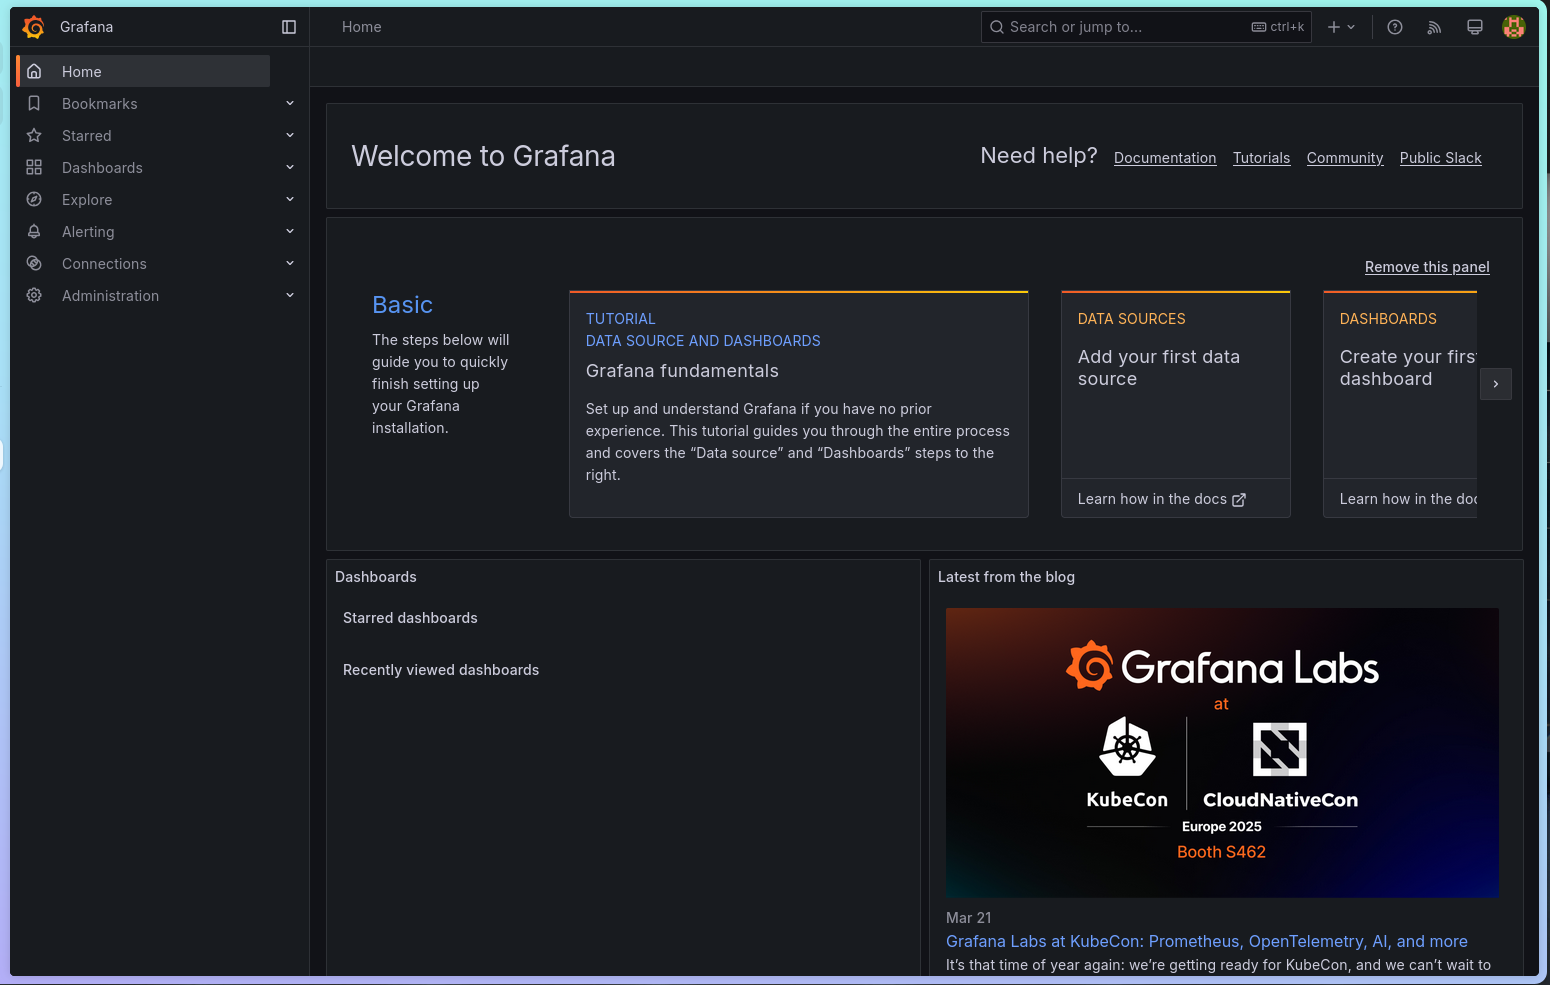 Grafana
Home
Search or jump to...
ctrl+k
Home
Bookmarks
Starred
Dashboards
Explore
Alerting
Connections
Administration
Welcome to Grafana
Need help?
Documentation
Tutorials
Community
Public Slack
Remove this panel
Basic
The steps below will
guide you to quickly
finish setting up
your Grafana
installation.
TUTORIAL
DATA SOURCE AND DASHBOARDS
Grafana fundamentals
Set up and understand Grafana if you have no prior
experience. This tutorial guides you through the entire process
and covers the “Data source” and “Dashboards” steps to the
right.
DATA SOURCES
Add your first data
source
Learn how in the docs
DASHBOARDS
Create your first
dashboard
Learn how in the doc
Dashboards
Starred dashboards
Recently viewed dashboards
Latest from the blog
Grafana Labs
at
KubeCon
CloudNativeCon
Europe 2025
Booth S462
Mar 21
Grafana Labs at KubeCon: Prometheus, OpenTelemetry, AI, and more
It’s that time of year again: we’re getting ready for KubeCon, and we can’t wait to